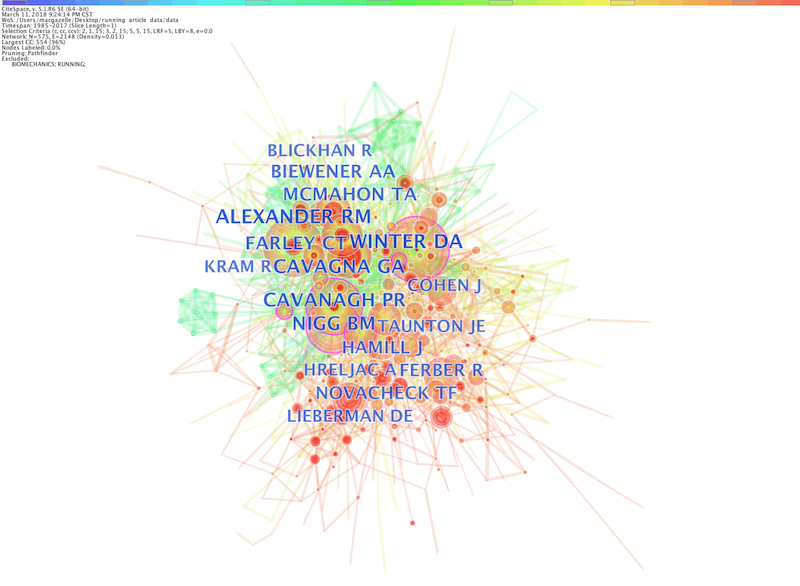 CiteSpace, v. 5.1.R6 SE (64-bit)
March 11, 2018 9:24:14 PM CST
WoS: /Users/macgazelle/Desktop/running article data/data
Timespan: 1985-2017 (Slice Length=1)
Selection Criteria (c, cc, ccv): 2, 1, 15; 3, 2, 15; 5, 5, 15, LRF=5, LBY=8, e=0.0
Network: N=575, E=2148 (Density=0.013)
Largest CC: 554 (96%)
Nodes Labeled: 0.0%
Pruning: Pathfinder
Excluded:
BIOMECHANICS; RUNNING;
BLICKHAN R
BIEWENER AA
MCMAHON TA
ALEXANDER RM
FARLEY CT WINTER DA
KRAM R CAVAGNA GA
COHEN J
CAVANAGH PR
NIGG BM TAUNTON JE
HAMILL J
HRELJAC A FERBER R
NOVACHECK TF
LIEBERMAN DE